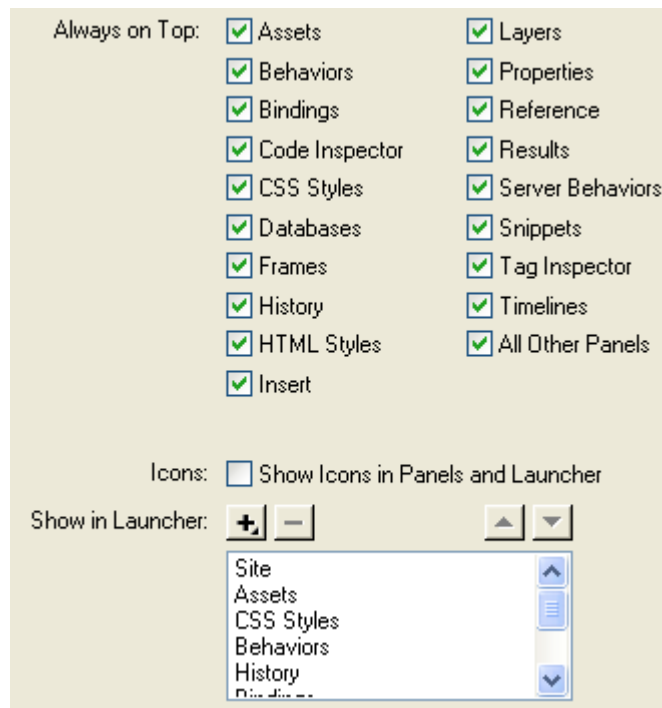 Always on Top: Assets Layers
Behaviors Properties
Bindings Reference
Code Inspector Results
CSS Styles Server Behaviors
Databases Snippets
Frames Tag Inspector
History Timelines
HTML Styles All Other Panels
Insert
Icons: Show Icons in Panels and Launcher
Show in Launcher:
Site
Assets
CSS Styles
Behaviors
History